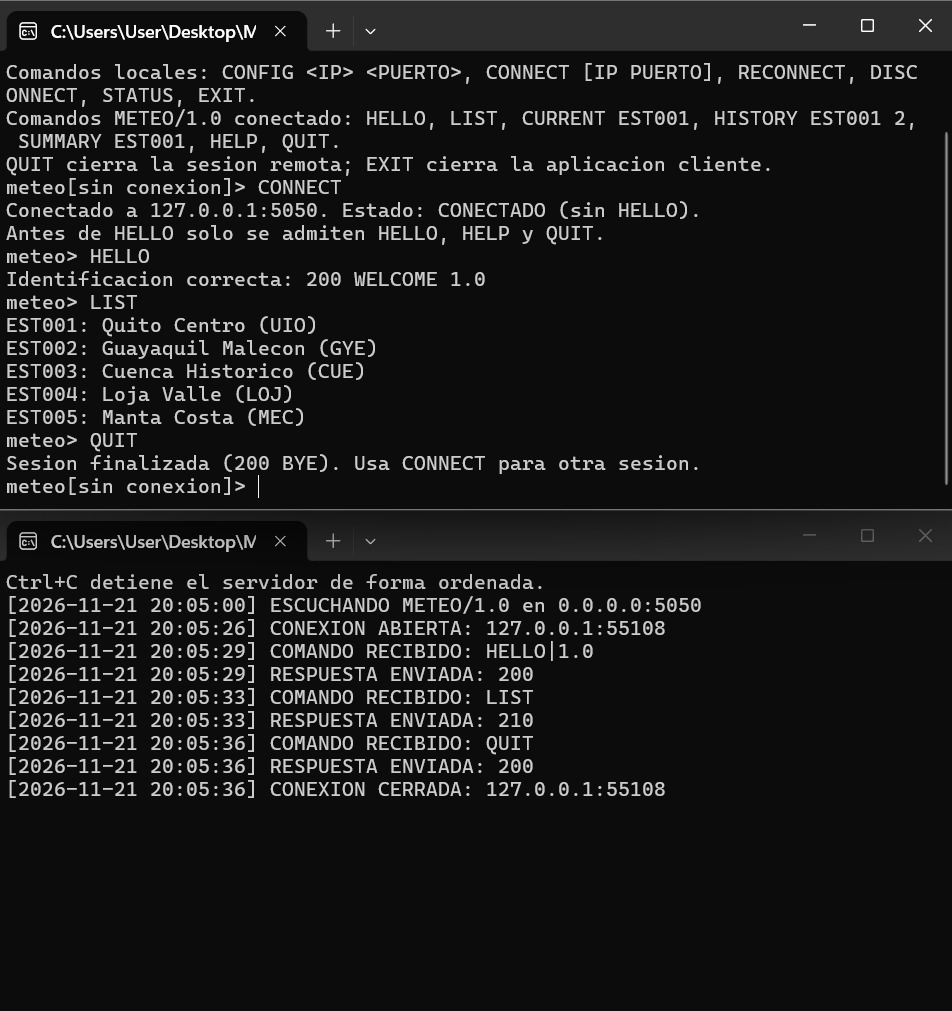 C:\Users\User\Desktop\M
Comandos locales: CONFIG <IP> <PUERTO>, CONNECT [IP PUERTO], RECONNECT, DISC
ONNECT, STATUS, EXIT.
Comandos METEO/1.0 conectado: HELLO, LIST, CURRENT EST001, HISTORY EST001 2,
 SUMMARY EST001, HELP, QUIT.
QUIT cierra la sesion remota; EXIT cierra la aplicacion cliente.
meteo[sin conexion]> CONNECT
Conectado a 127.0.0.1:5050. Estado: CONECTADO (sin HELLO).
Antes de HELLO solo se admiten HELLO, HELP y QUIT.
meteo> HELLO
Identificacion correcta: 200 WELCOME 1.0
meteo> LIST
EST001: Quito Centro (UIO)
EST002: Guayaquil Malecon (GYE)
EST003: Cuenca Historico (CUE)
EST004: Loja Valle (LOJ)
EST005: Manta Costa (MEC)
meteo> QUIT
Sesion finalizada (200 BYE). Usa CONNECT para otra sesion.
meteo[sin conexion]>
C:\Users\User\Desktop\M
Ctrl+C detiene el servidor de forma ordenada.
[2026-11-21 20:05:00] ESCUCHANDO METEO/1.0 en 0.0.0.0:5050
[2026-11-21 20:05:26] CONEXION ABIERTA: 127.0.0.1:55108
[2026-11-21 20:05:29] COMANDO RECIBIDO: HELLO|1.0
[2026-11-21 20:05:29] RESPUESTA ENVIADA: 200
[2026-11-21 20:05:33] COMANDO RECIBIDO: LIST
[2026-11-21 20:05:33] RESPUESTA ENVIADA: 210
[2026-11-21 20:05:36] COMANDO RECIBIDO: QUIT
[2026-11-21 20:05:36] RESPUESTA ENVIADA: 200
[2026-11-21 20:05:36] CONEXION CERRADA: 127.0.0.1:55108